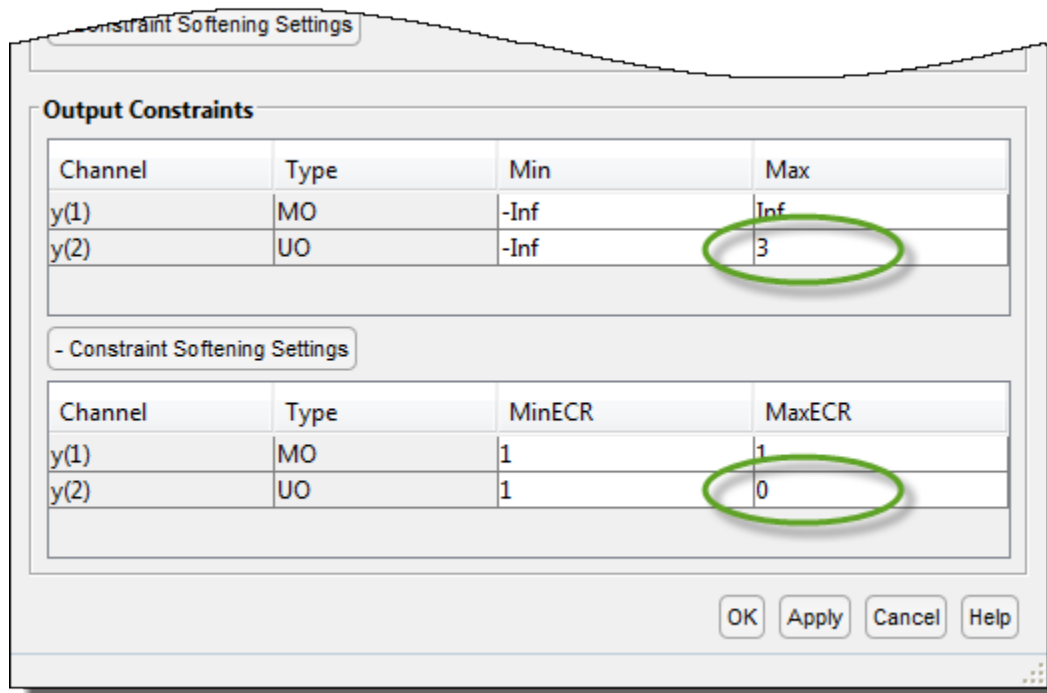 Constraint Softening Settings
Output Constraints
Channel Type Min Max
y(1) MO -Inf Inf
y(2) UO -Inf 3
- Constraint Softening Settings
Channel Type MinECR MaxECR
y(1) MO 1 1
y(2) UO 1 0
OK Apply Cancel Help